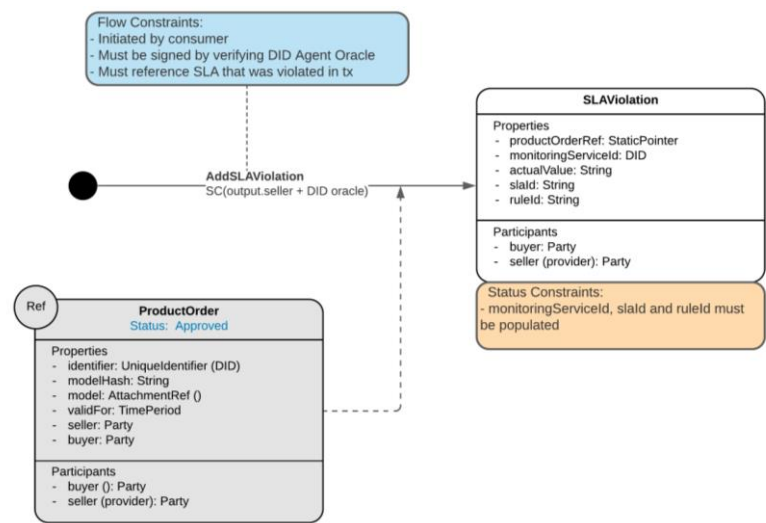 Flow Constraints:
- Initiated by consumer
- Must be signed by verifying DID Agent Oracle
- Must reference SLA that was violated in tx
SLAViolation
Properties
- productOrderRef: StaticPointer
- monitoringServiceId: DID
- actualValue: String
- slaId: String
- ruleId: String
Participants
- buyer: Party
- seller (provider): Party
Status Constraints:
- monitoringServiceId, slaId and ruleId must
be populated
AddSLAViolation
SC(output.seller + DID oracle)
Ref
ProductOrder
Status: Approved
Properties
- identifier: UniqueIdentifier (DID)
- modelHash: String
- model: AttachmentRef ()
- validFor: TimePeriod
- seller: Party
- buyer: Party
Participants
- buyer (): Party
- seller (provider): Party